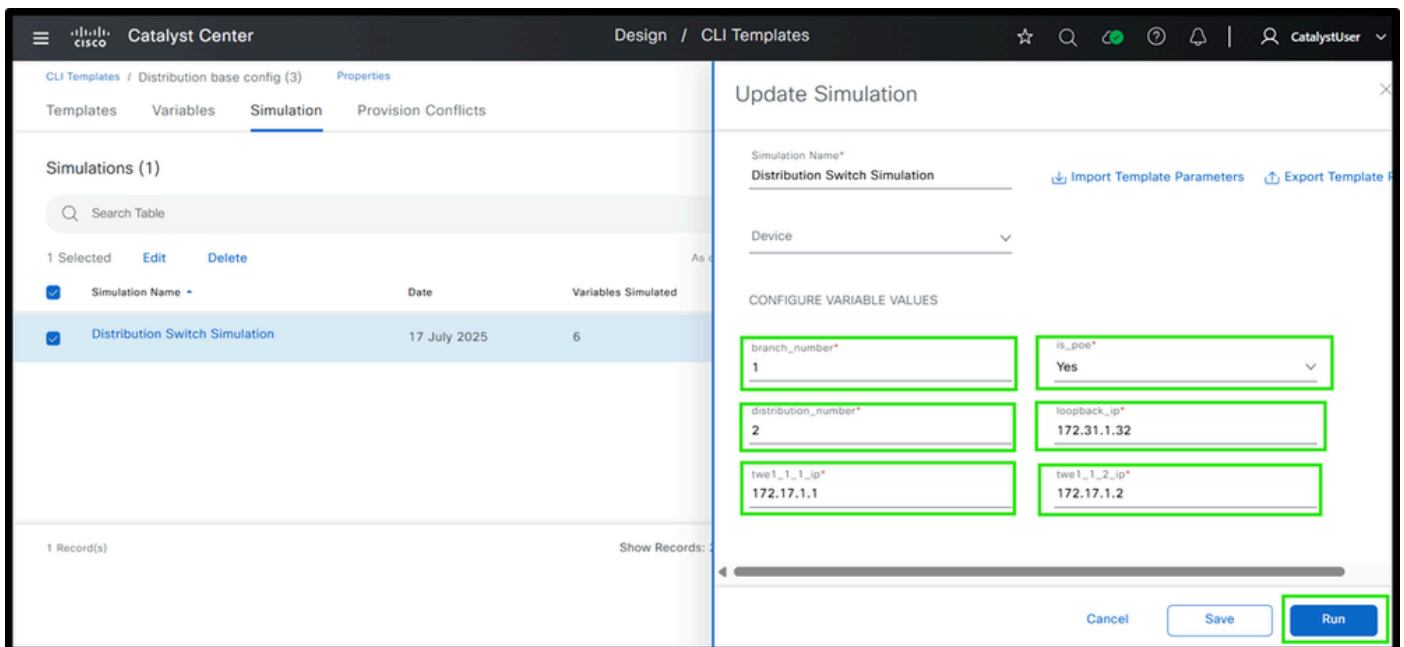 cisco Catalyst Center
Design / CLI Templates
CatalystUser
CLI Templates / Distribution base config (3) Properties
Templates Variables Simulation Provision Conflicts
Simulations (1)
Search Table
1 Selected Edit Delete
As
Simulation Name Date Variables Simulated
Distribution Switch Simulation 17 July 2025 6
1 Record(s)
Show Records:
Update Simulation
Simulation Name*
Distribution Switch Simulation
Import Template Parameters Export Template
Device
CONFIGURE VARIABLE VALUES
branch_number* is_poe*
1 Yes
distribution_number* loopback_ip*
2 172.31.1.32
twe1_1_1_ip* twe1_1_2_ip*
172.17.1.1 172.17.1.2
Cancel Save Run